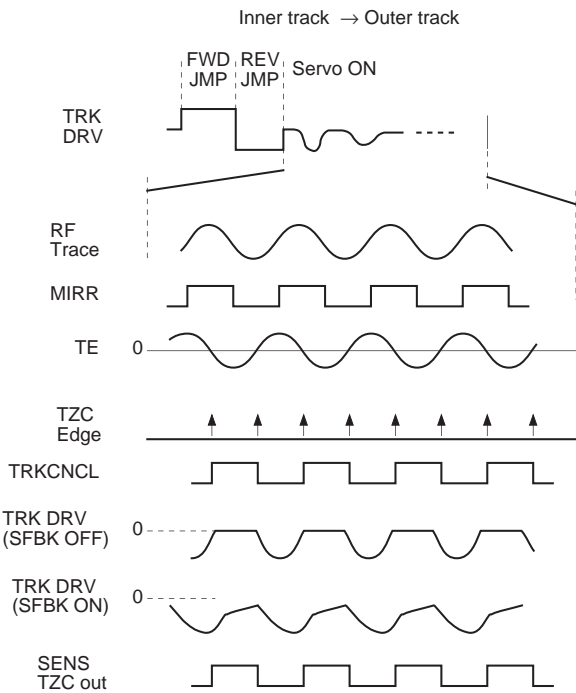 Inner track → Outer track
FWD JMP
REV JMP
Servo ON
TRK
DRV
RF
Trace
MIRR
TE
0
TZC
Edge
TRKCNCL
TRK DRV
(SFBK OFF)
0
TRK DRV
(SFBK ON)
0
SENS
TZC out